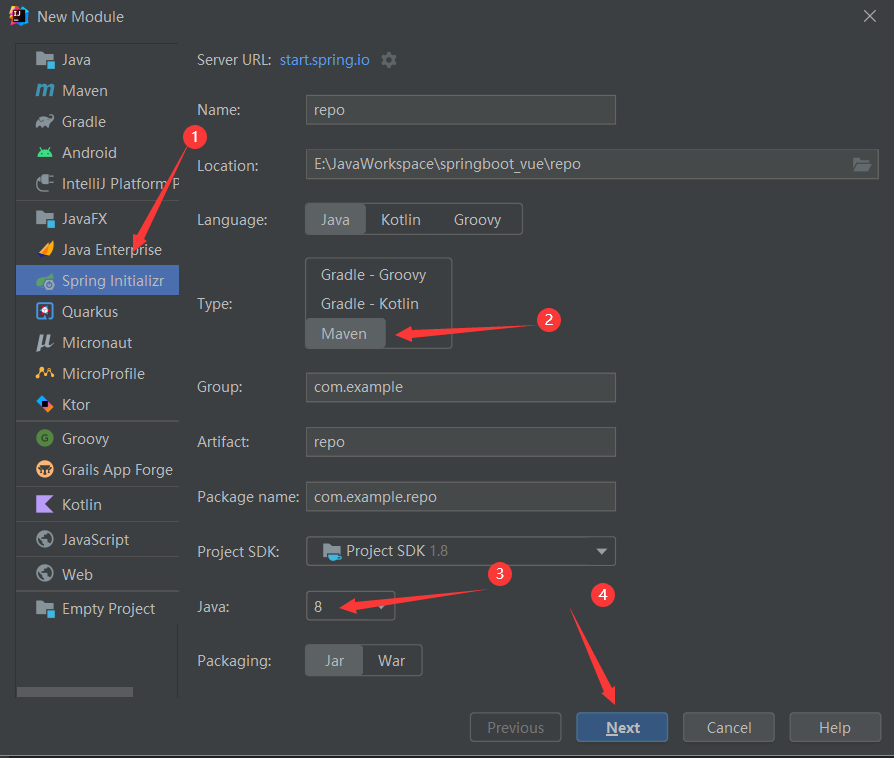 New Module
Java
Maven
Gradle
Android
IntelliJ Platform P
JavaFX
Java Enterprise
Spring Initializr
Quarkus
Micronaut
MicroProfile
Ktor
Groovy
Grails App Forge
Kotlin
JavaScript
Web
Empty Project
Server URL: start.spring.io
Name: repo
Location: E:\JavaWorkspace\springboot_vue\repo
Language: Java Kotlin Groovy
Type:
Gradle - Groovy
Gradle - Kotlin
Maven
Group: com.example
Artifact: repo
Package name: com.example.repo
Project SDK: Project SDK 1.8
Java: 8
Packaging: Jar War
1
2
3
4
Previous Next Cancel Help